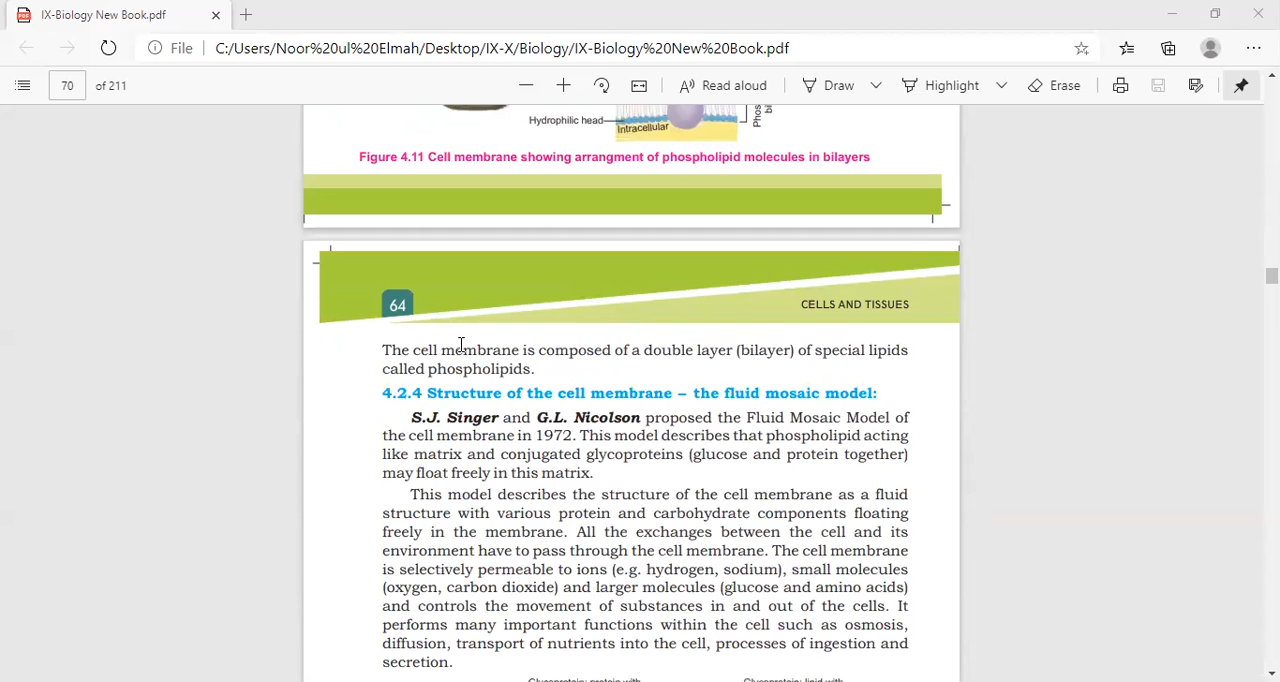 IX-Biology New Book.pdf
File
C:/Users/Noor%20ul%20Elmah/Desktop/IX-X/Biology/IX-Biology%20New%20Book.pdf
70 of 211
Read aloud
Draw
Highlight
Erase
Hydrophilic head
Intracellular
Figure 4.11 Cell membrane showing arrangment of phospholipid molecules in bilayers
64
CELLS AND TISSUES
The cell membrane is composed of a double layer (bilayer) of special lipids
called phospholipids.
4.2.4 Structure of the cell membrane – the fluid mosaic model:
S.J. Singer and G.L. Nicolson proposed the Fluid Mosaic Model of
the cell membrane in 1972. This model describes that phospholipid acting
like matrix and conjugated glycoproteins (glucose and protein together)
may float freely in this matrix.
This model describes the structure of the cell membrane as a fluid
structure with various protein and carbohydrate components floating
freely in the membrane. All the exchanges between the cell and its
environment have to pass through the cell membrane. The cell membrane
is selectively permeable to ions (e.g. hydrogen, sodium), small molecules
(oxygen, carbon dioxide) and larger molecules (glucose and amino acids)
and controls the movement of substances in and out of the cells. It
performs many important functions within the cell such as osmosis,
diffusion, transport of nutrients into the cell, processes of ingestion and
secretion.
Glycoprotein: protein with
Glycoprotein: lipid with